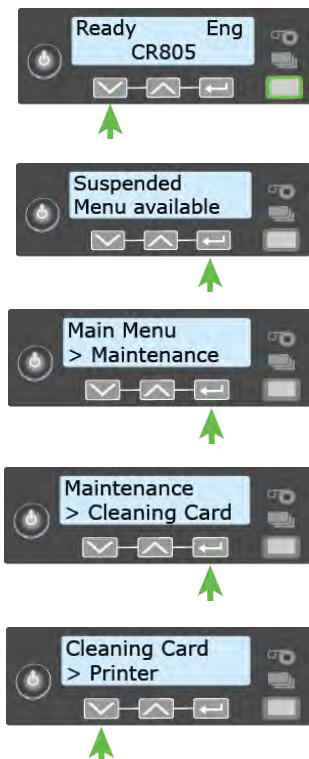 Ready Eng
CR805
Suspended
Menu available
Main Menu
> Maintenance
Maintenance
> Cleaning Card
Cleaning Card
> Printer